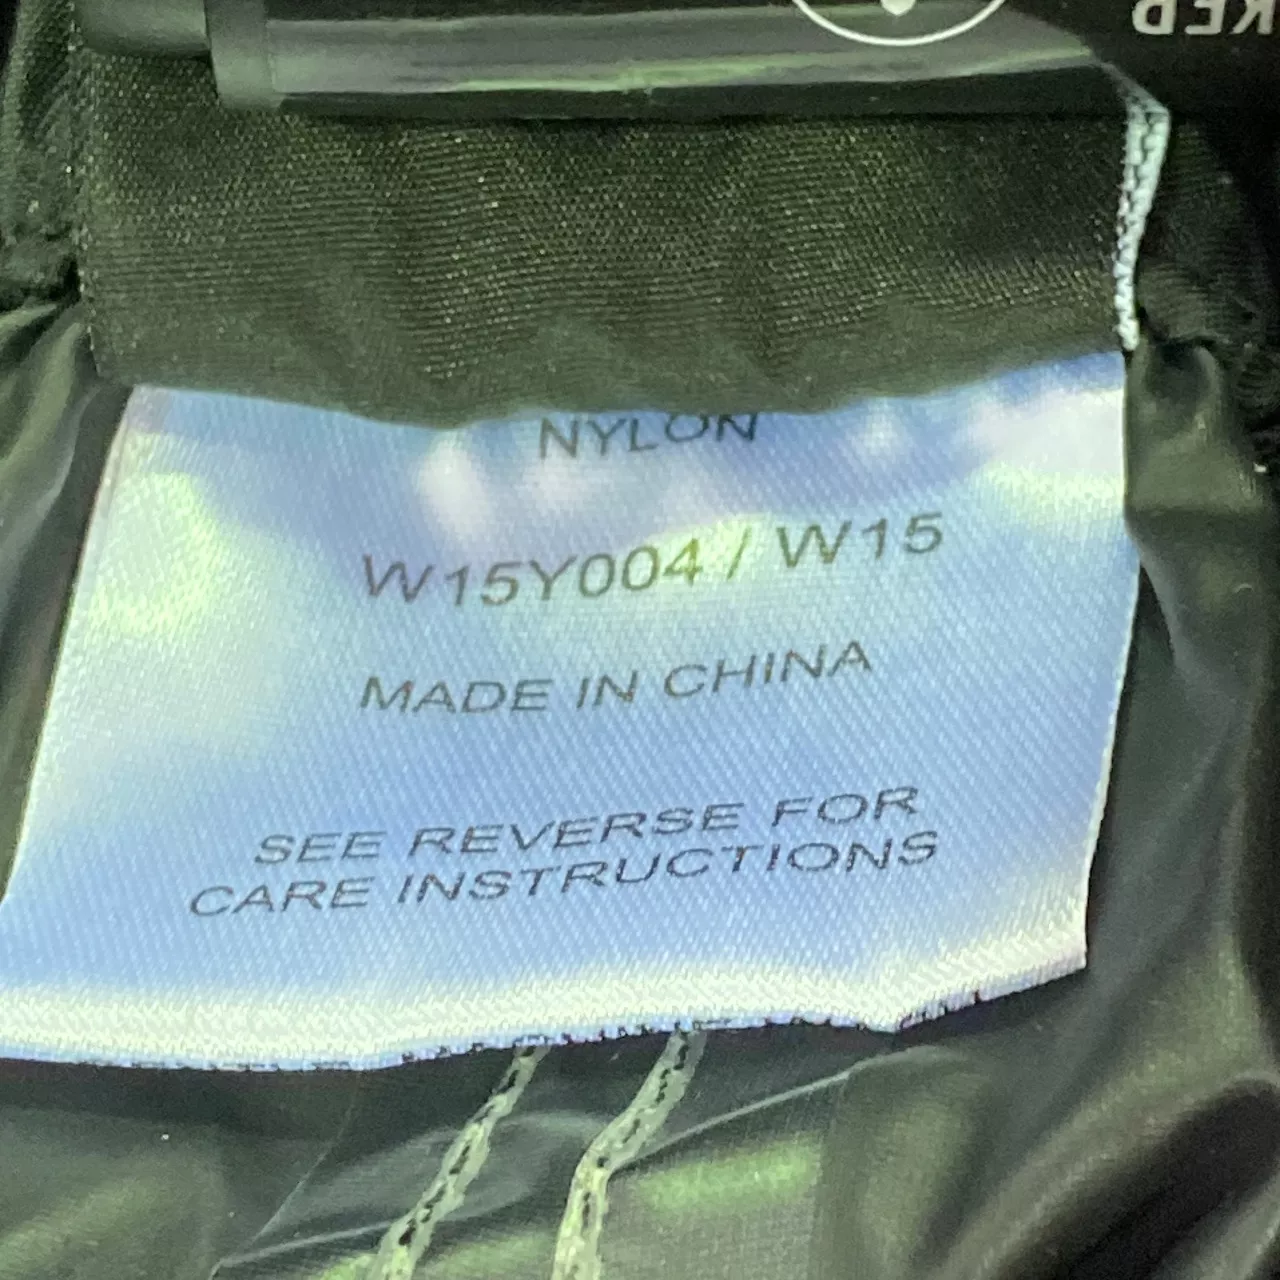 NYLON
W15Y004 / W15
MADE IN CHINA
SEE REVERSE FOR
CARE INSTRUCTIONS